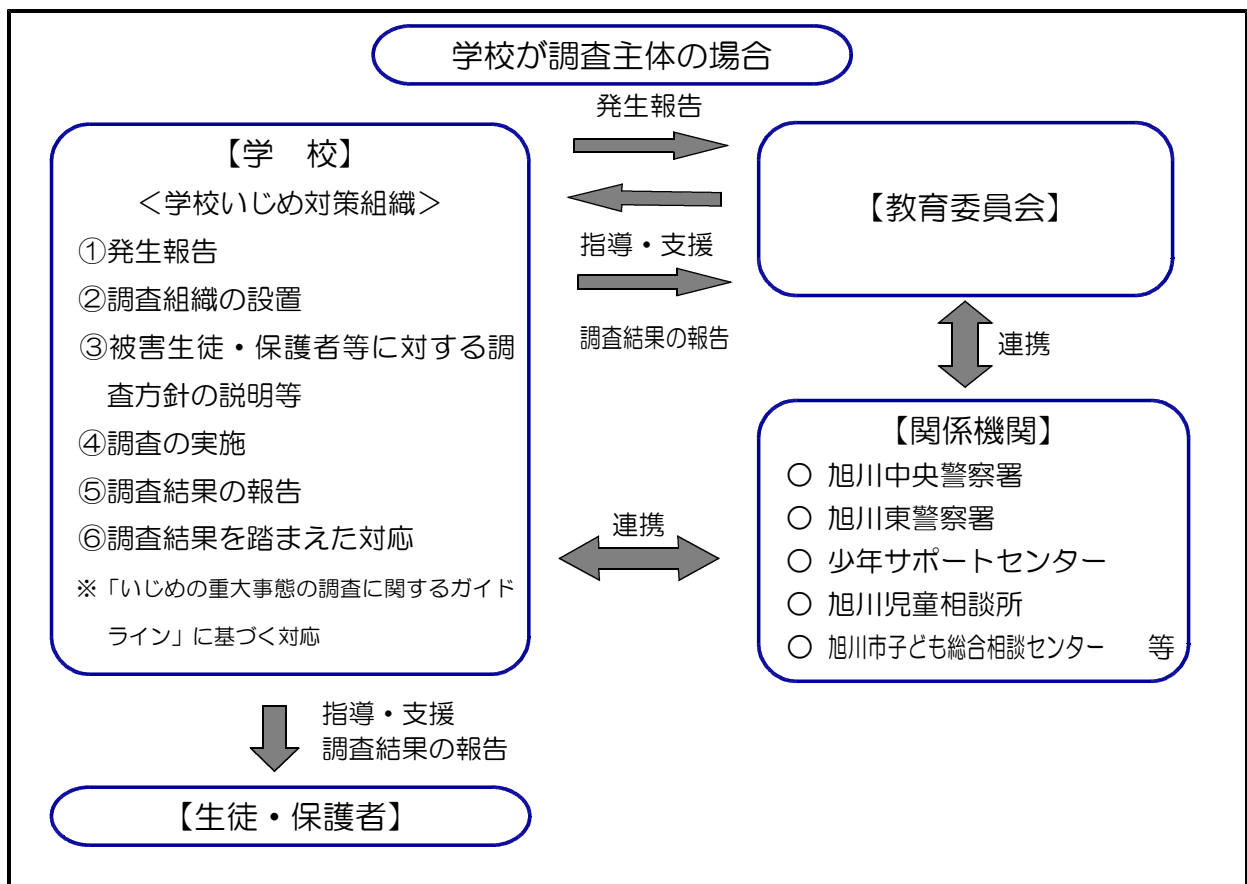 学校が調査主体の場合
発生報告
【学　校】
＜学校いじめ対策組織＞
①発生報告
②調査組織の設置
③被害生徒・保護者等に対する調
査方針の説明等
④調査の実施
⑤調査結果の報告
⑥調査結果を踏まえた対応
※「いじめの重大事態の調査に関するガイド
ライン」に基づく対応
指導・支援
調査結果の報告
【教育委員会】
連携
連携
【関係機関】
〇 旭川中央警察署
〇 旭川東警察署
〇 少年サポートセンター
〇 旭川児童相談所
〇 旭川市子ども総合相談センター　等
指導・支援
調査結果の報告
【生徒・保護者】